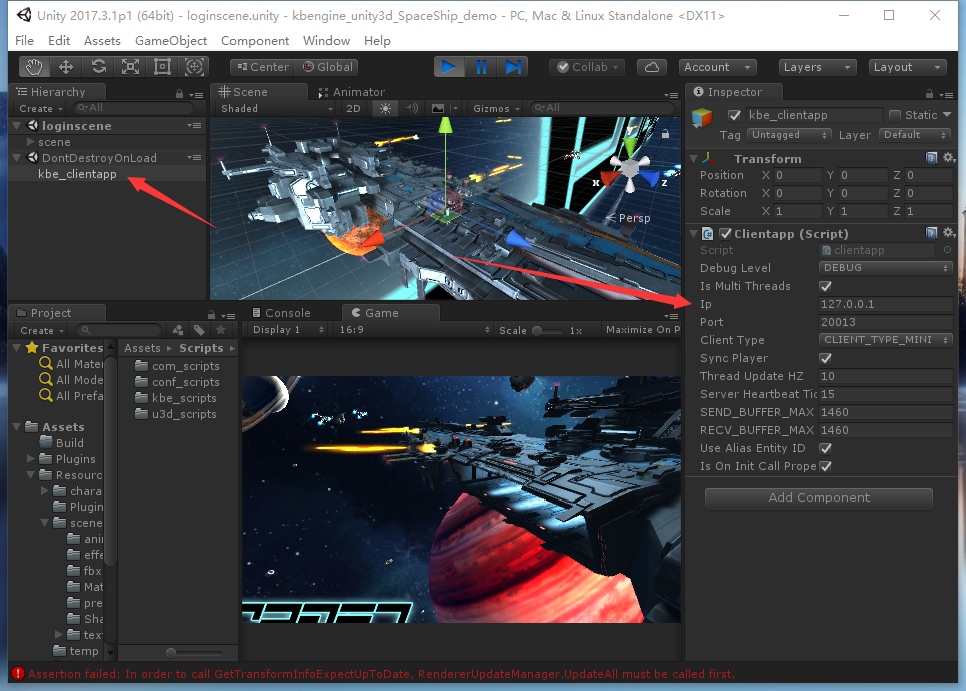 Unity 2017.3.1p1 (64bit) - loginscene.unity - kbengine_unity3d_SpaceShip_demo - PC, Mac & Linux Standalone <DX11>
File Edit Assets GameObject Component Window Help
Center Global Collab Account Layers Layout
Hierarchy
Create All
loginscene
scene
DontDestroyOnLoad
kbe_clientapp
Scene Animator
Shaded 2D Gizmos All
x y z
Persp
Project
Create
Favorites
All Mater
All Mode
All Prefa
Assets
Build
Plugins
Resourc
chara
Plugin
scene
ani
effe
fbx
Mat
pre
Sha
tex
temp
Assets Scripts
com_scripts
conf_scripts
kbe_scripts
u3d_scripts
Console Game
Display 1 16:9 Scale 1x Maximize On P
Inspector
kbe_clientapp Static
Tag Untagged Layer Default
Transform
Position X 0 Y 0 Z 0
Rotation X 0 Y 0 Z 0
Scale X 1 Y 1 Z 1
Clientapp (Script)
Script clientapp
Debug Level DEBUG
Is Multi Threads
Ip 127.0.0.1
Port 20013
Client Type CLIENT_TYPE_MINI
Sync Player
Thread Update HZ 10
Server Heartbeat Tic 15
SEND_BUFFER_MAX 1460
RECV_BUFFER_MAX 1460
Use Alias Entity ID
Is On Init Call Prope
Add Component
Assertion failed: In order to call GetTransformInfoExpectUpToDate, RendererUpdateManager.UpdateAll must be called first.